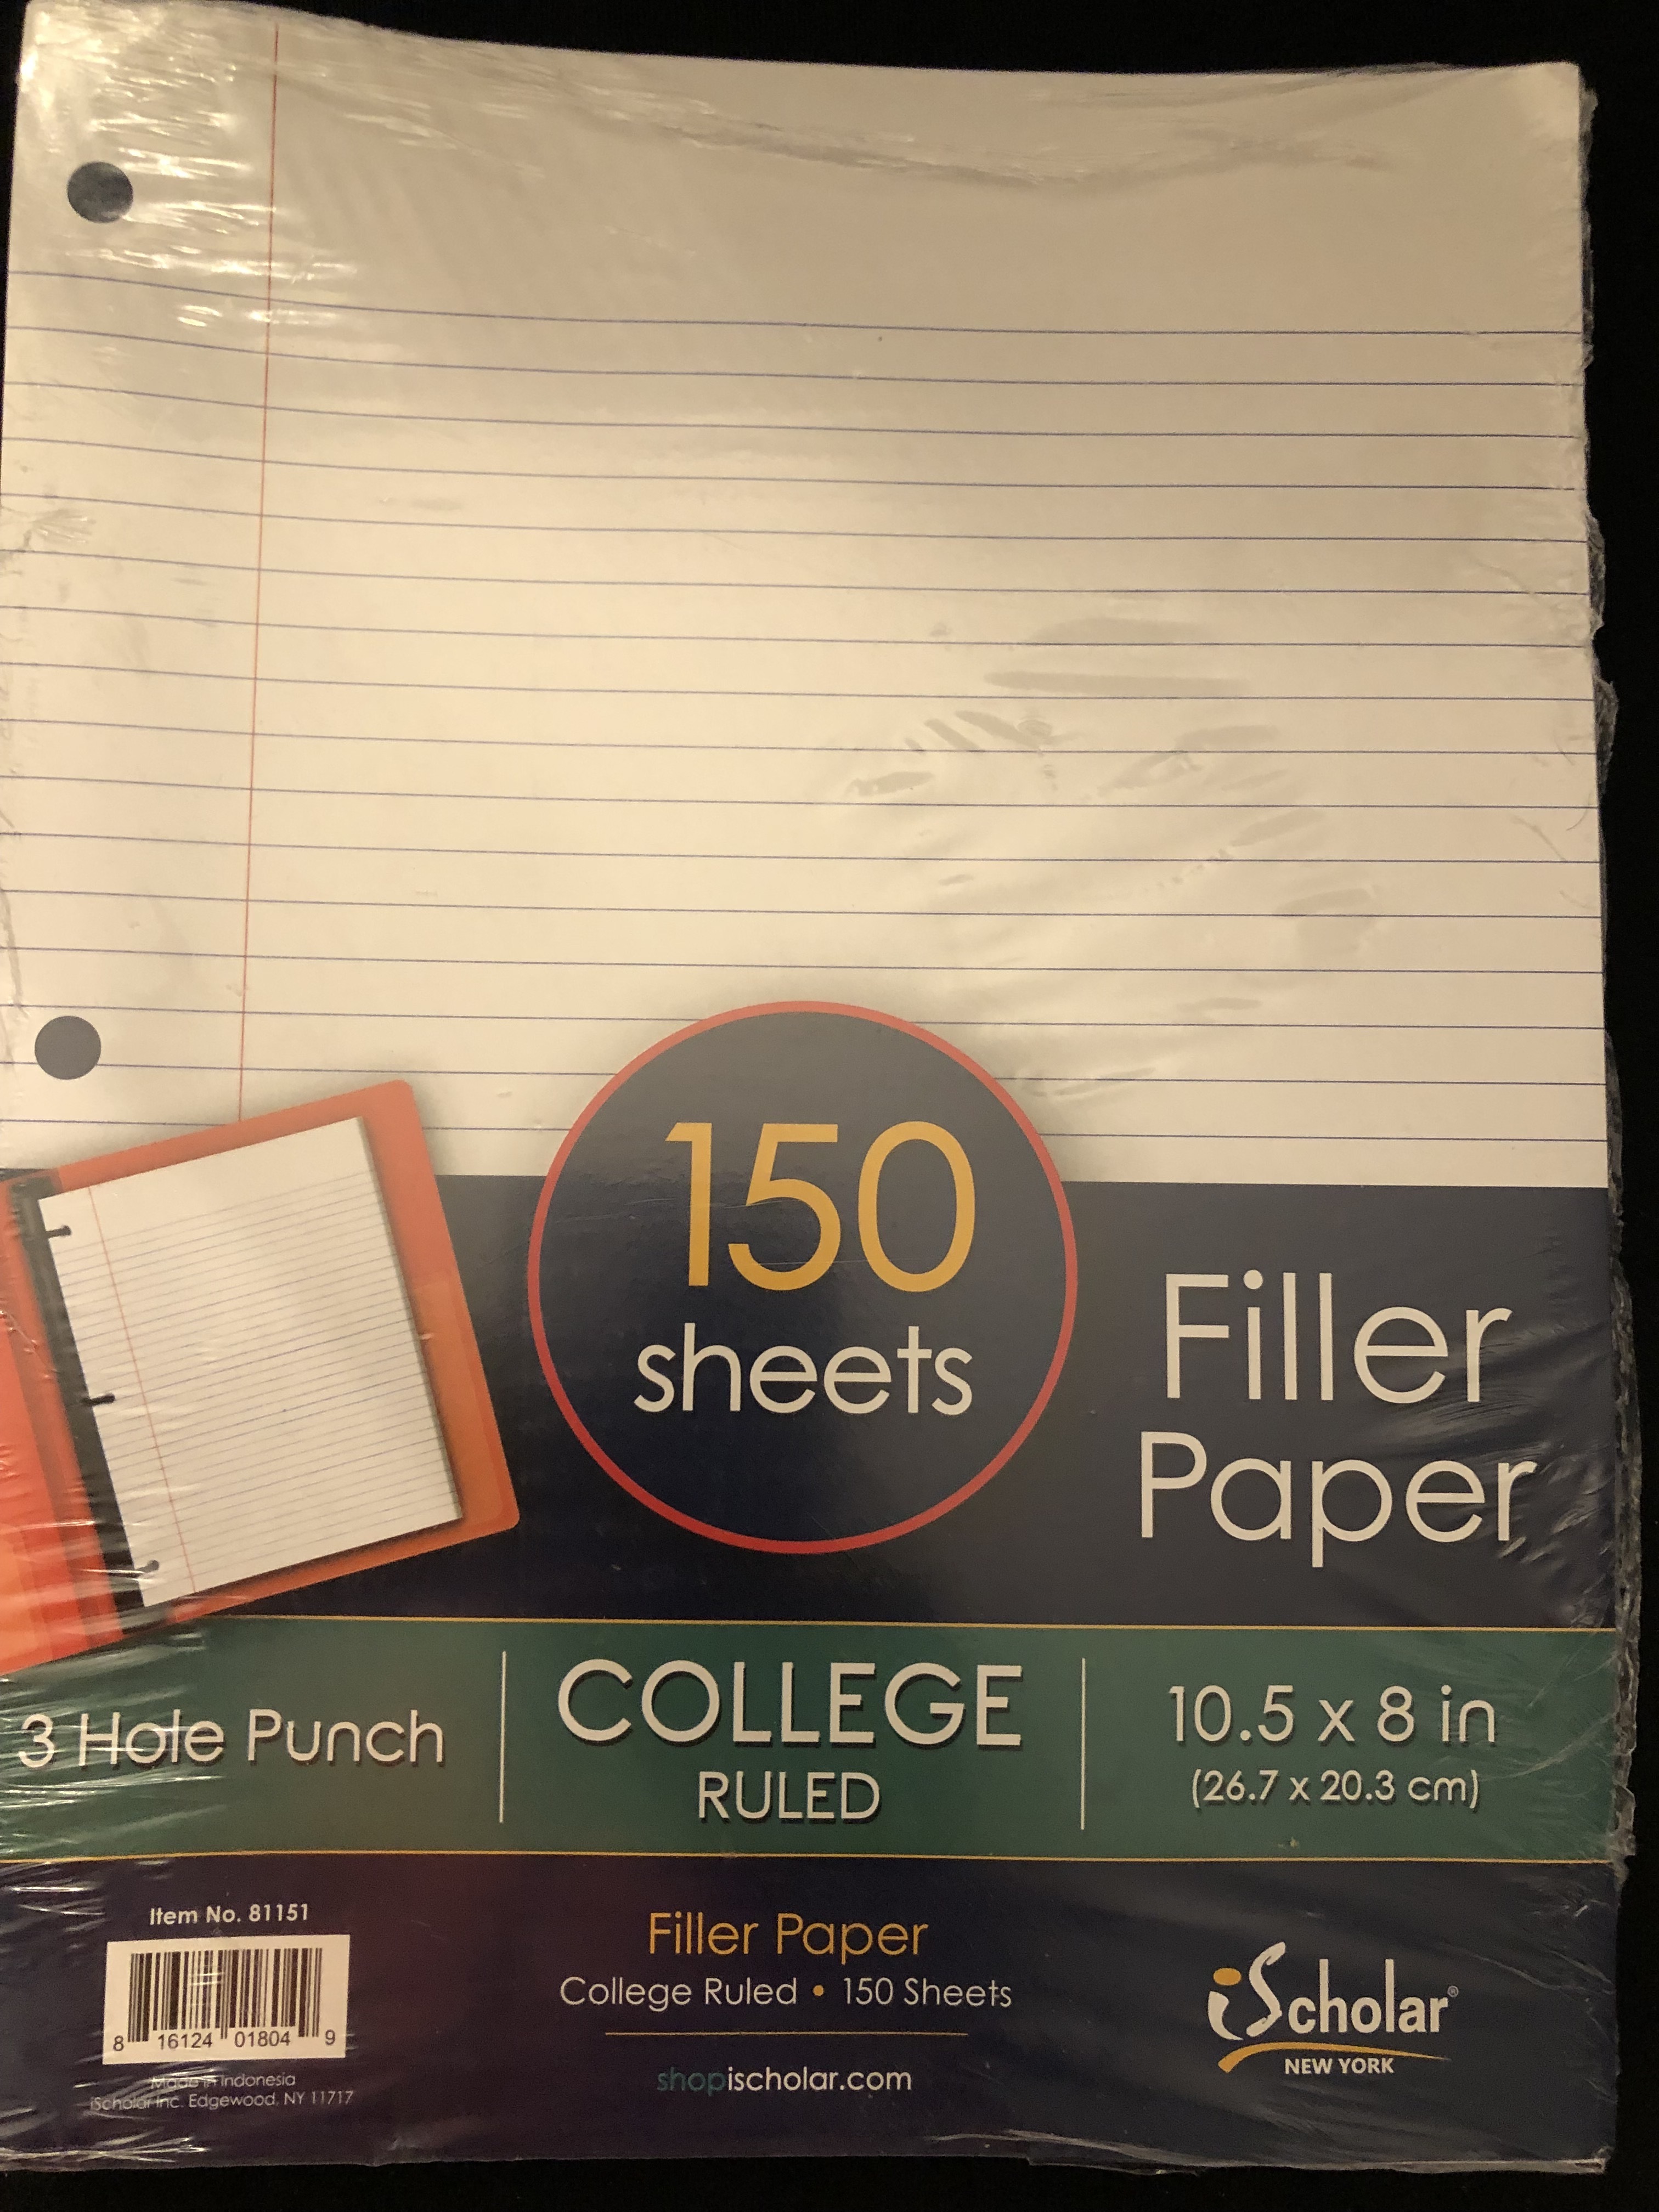 150
sheets
Filler
Paper
3 Hole Punch
COLLEGE
RULED
10.5 x 8 in
(26.7 x 20.3 cm)
Item No. 81151
8 16124 01804 9
Made in Indonesia
iScholar Inc. Edgewood, NY 11717
Filler Paper
College Ruled • 150 Sheets
shopischolar.com
iScholar®
NEW YORK